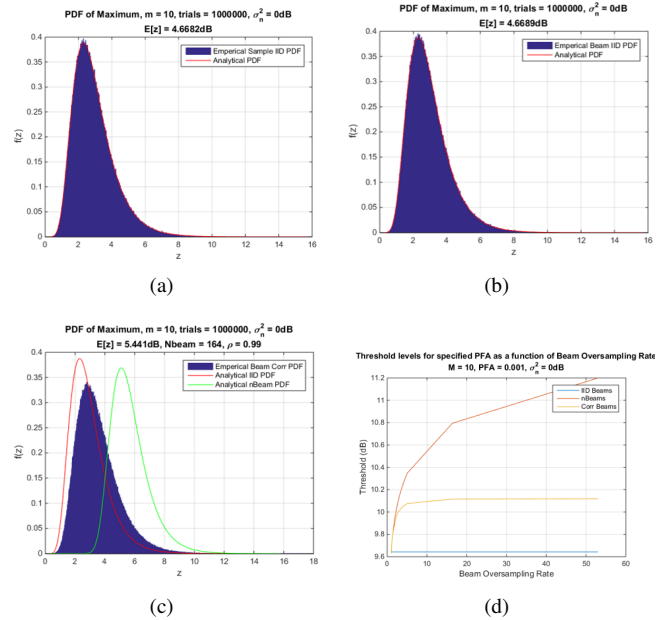 PDF of Maximum, m = 10, trials = 1000000, σₙ² = 0dB
E[z] = 4.6682dB
Emperical Sample IID PDF
Analytical PDF
f(z)
0.4
0.35
0.3
0.25
0.2
0.15
0.1
0.05
0
0 2 4 6 8 10 12 14 16
z
(a)
PDF of Maximum, m = 10, trials = 1000000, σₙ² = 0dB
E[z] = 4.6689dB
Emperical Beam IID PDF
Analytical PDF
f(z)
0.4
0.35
0.3
0.25
0.2
0.15
0.1
0.05
0
0 2 4 6 8 10 12 14 16
z
(b)
PDF of Maximum, m = 10, trials = 1000000, σₙ² = 0dB
E[z] = 5.441dB, Nbeam = 164, ρ = 0.99
Emperical Beam Corr PDF
Analytical IID PDF
Analytical nBeam PDF
f(z)
0.4
0.35
0.3
0.25
0.2
0.15
0.1
0.05
0
0 2 4 6 8 10 12 14 16 18
z
(c)
Threshold levels for specified PFA as a function of Beam Oversampling Rate
M = 10, PFA = 0.001, σₙ² = 0dB
IID Beams
nBeams
Corr Beams
Threshold (dB)
11.2
11
10.8
10.6
10.4
10.2
10
9.8
9.6
0 10 20 30 40 50 60
Beam Oversampling Rate
(d)